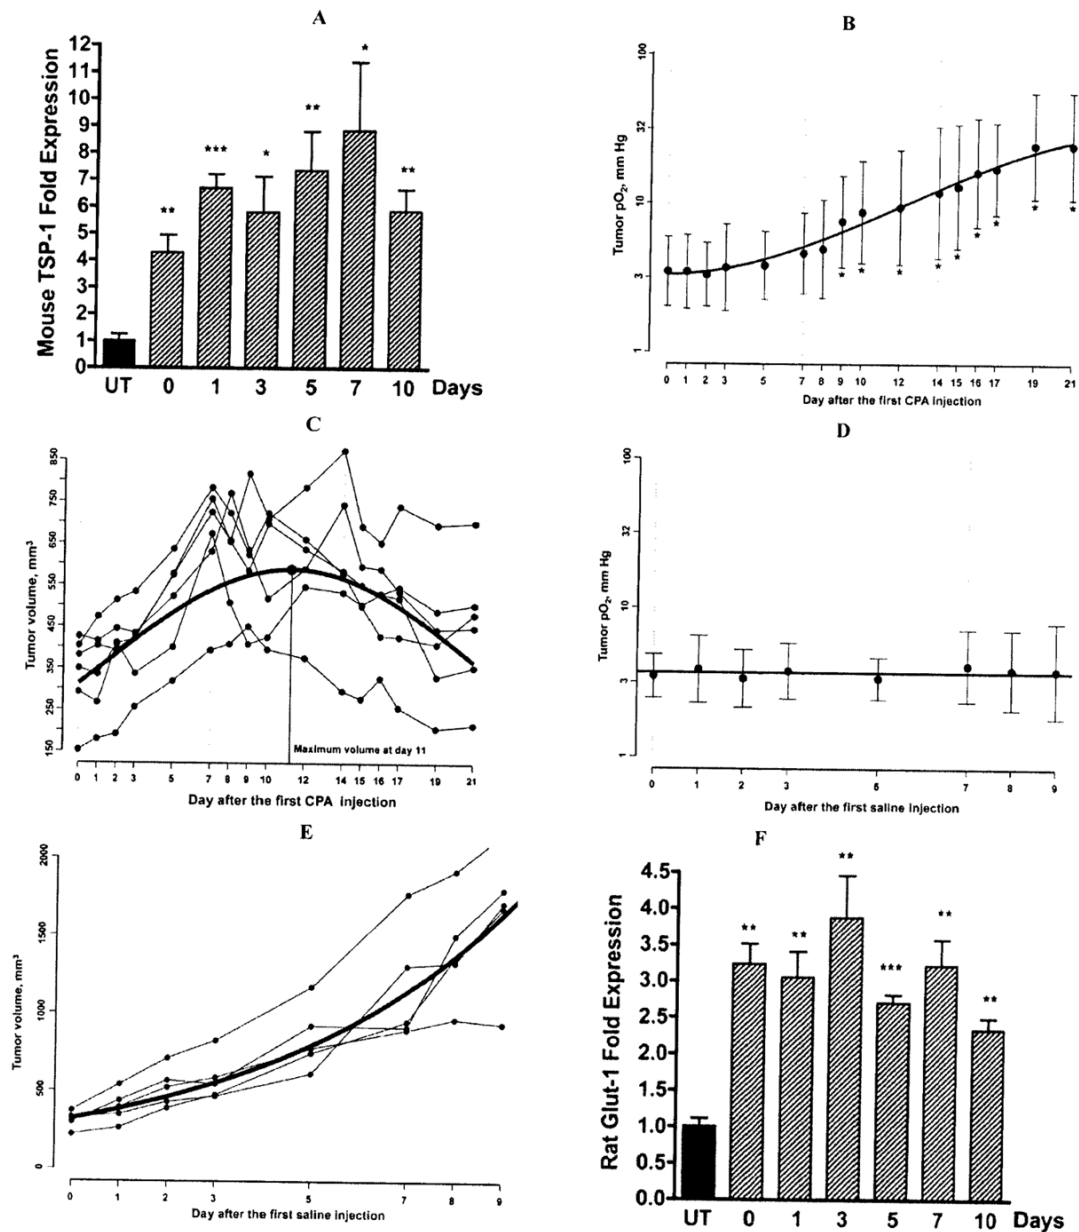 A
Mouse TSP-1 Fold Expression
12
11
10
9
8
7
6
5
4
3
2
1
0
**
***
*
**
*
**
UT 0 1 3 5 7 10 Days
B
Tumor pO₂, mm Hg
100
32
10
3
1
* * * * * * * * *
0 1 2 3 5 7 8 9 10 12 14 15 16 17 19 21
Day after the first CPA injection
C
Tumor volume, mm³
850
750
650
550
450
350
250
150
Maximum volume at day 11
0 1 2 3 5 7 8 9 10 12 14 15 16 17 19 21
Day after the first CPA injection
D
Tumor pO₂, mm Hg
100
32
10
3
1
0 1 2 3 5 7 8 9
Day after the first saline injection
E
Tumor volume, mm³
2000
1500
1000
500
0
0 1 2 3 5 7 8 9
Day after the first saline injection
F
Rat Glut-1 Fold Expression
4.5
4.0
3.5
3.0
2.5
2.0
1.5
1.0
0.5
0.0
**
**
**
***
**
**
UT 0 1 3 5 7 10 Days